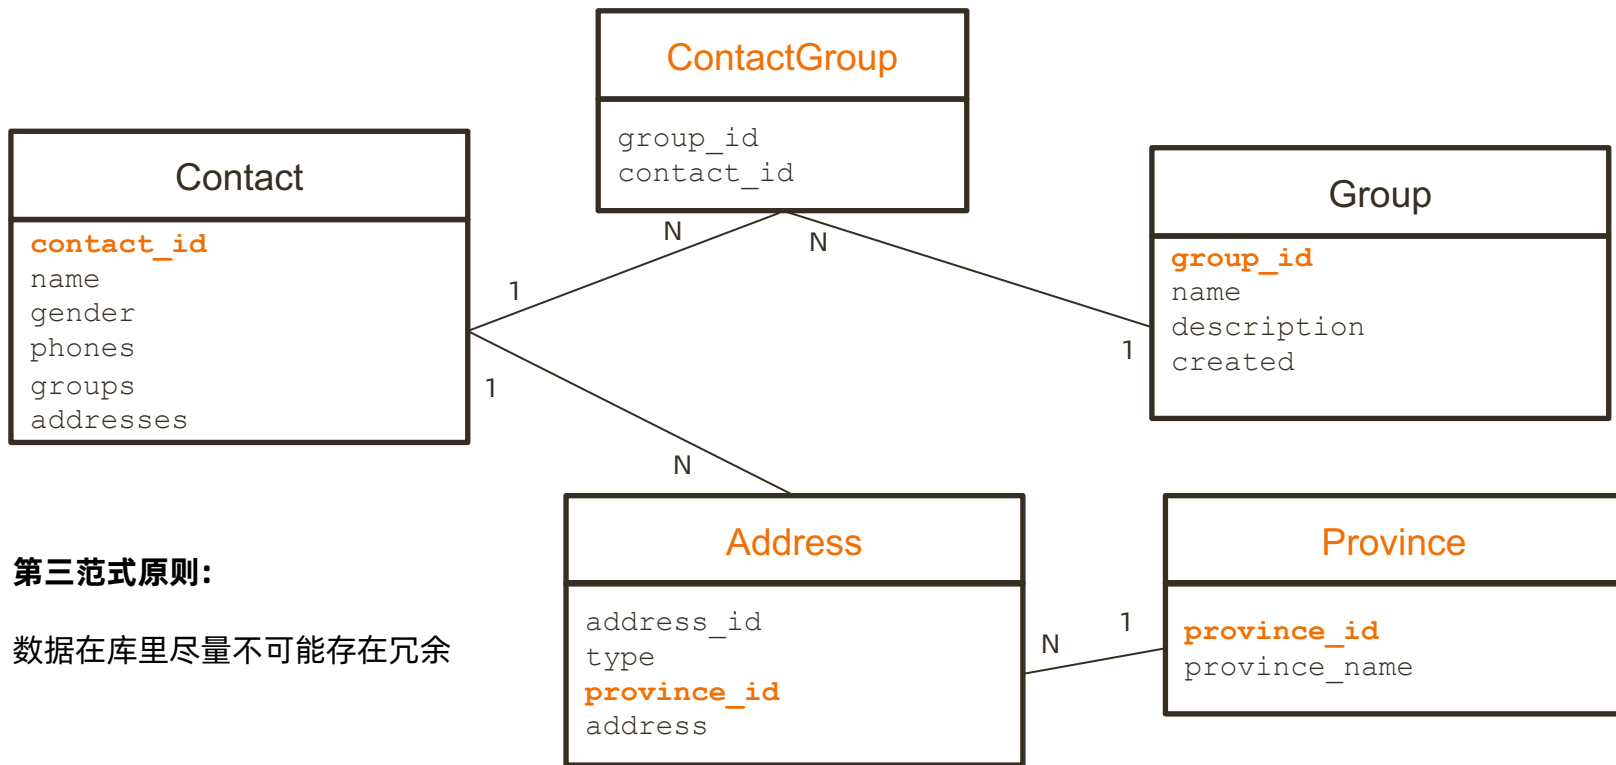 ContactGroup
group_id
contact_id
Contact
contact_id
name
gender
phones
groups
addresses
Group
group_id
name
description
created
N
N
1
1
1
N
Address
address_id
type
province_id
address
Province
province_id
province_name
1
N
第三范式原则:
数据在库里尽量不可能存在冗余